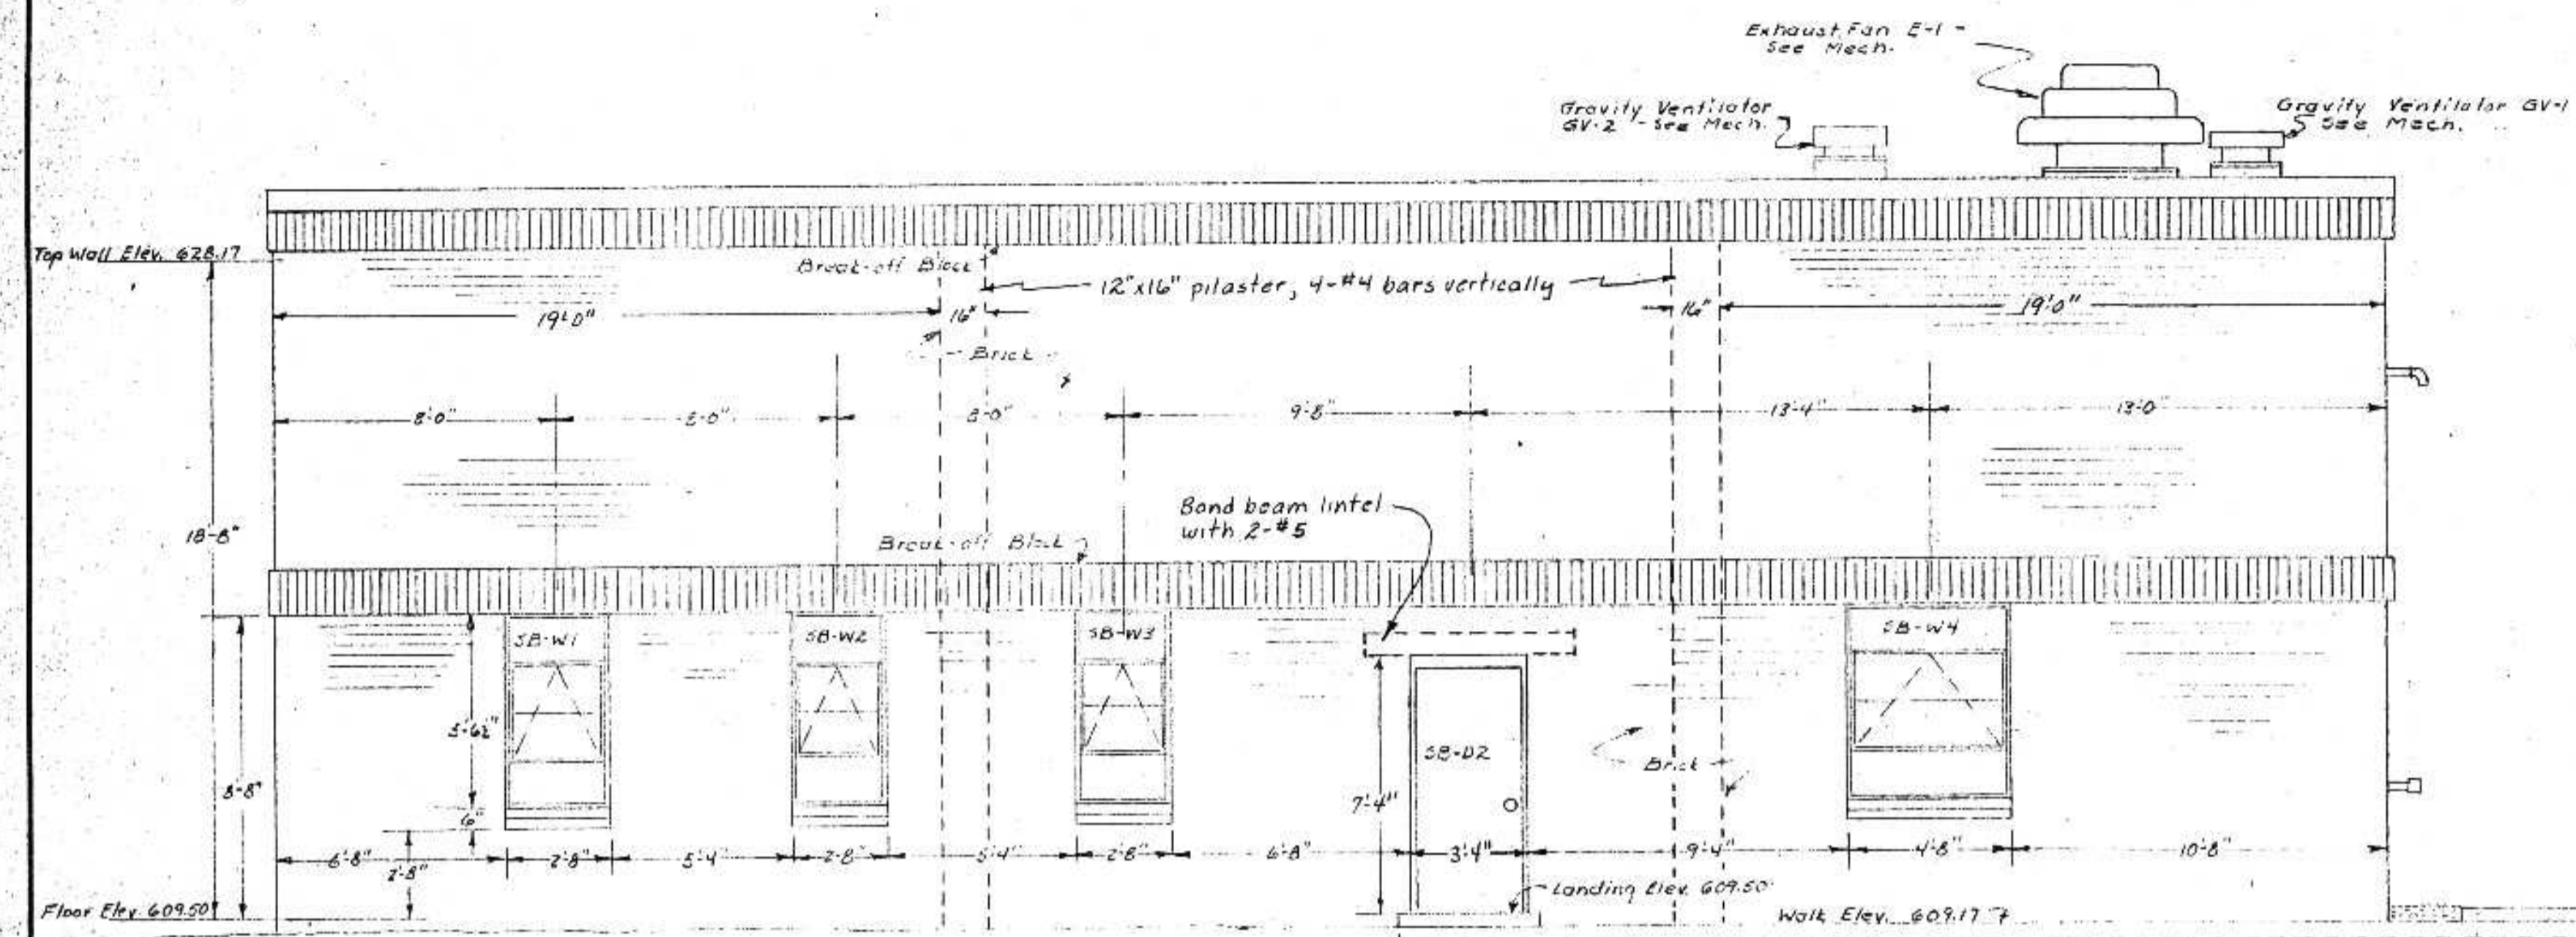 Exhaust Fan E-1 -
See Mech.
Gravity Ventilator
GV-2 - See Mech.
Gravity Ventilator GV-1
See Mech.
Top Wall Elev. 628.17
Break-off Block
12"x16" pilaster, 4-#4 bars vertically
19'-0"
16"
16"
19'-0"
Brick
8'-0"
8'-0"
8'-0"
9'-8"
13'-4"
13'-0"
Bond beam lintel
with 2-#5
18'-8"
Break-off Block
SB-W1
SB-W2
SB-W3
SB-W4
SB-D2
8'-8"
6"
7'-4"
Brick
6'-8"
2'-8"
5'-4"
2'-8"
5'-4"
2'-8"
6'-8"
3'-4"
9'-4"
4'-8"
10'-8"
2'-8"
Landing Elev. 609.50
Floor Elev. 609.50
Walk Elev. 609.17